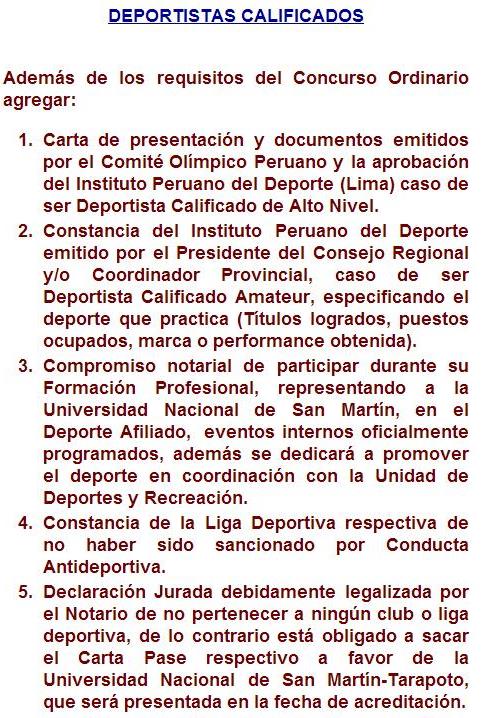 DEPORTISTAS CALIFICADOS
Además de los requisitos del Concurso Ordinario
agregar:
1. Carta de presentación y documentos emitidos
por el Comité Olímpico Peruano y la aprobación
del Instituto Peruano del Deporte (Lima) caso de
ser Deportista Calificado de Alto Nivel.
2. Constancia del Instituto Peruano del Deporte
emitido por el Presidente del Consejo Regional
y/o Coordinador Provincial, caso de ser
Deportista Calificado Amateur, especificando el
deporte que practica (Títulos logrados, puestos
ocupados, marca o performance obtenida).
3. Compromiso notarial de participar durante su
Formación Profesional, representando a la
Universidad Nacional de San Martín, en el
Deporte Afiliado, eventos internos oficialmente
programados, además se dedicará a promover
el deporte en coordinación con la Unidad de
Deportes y Recreación.
4. Constancia de la Liga Deportiva respectiva de
no haber sido sancionado por Conducta
Antideportiva.
5. Declaración Jurada debidamente legalizada por
el Notario de no pertenecer a ningún club o liga
deportiva, de lo contrario está obligado a sacar
el Carta Pase respectivo a favor de la
Universidad Nacional de San Martín-Tarapoto,
que será presentada en la fecha de acreditación.